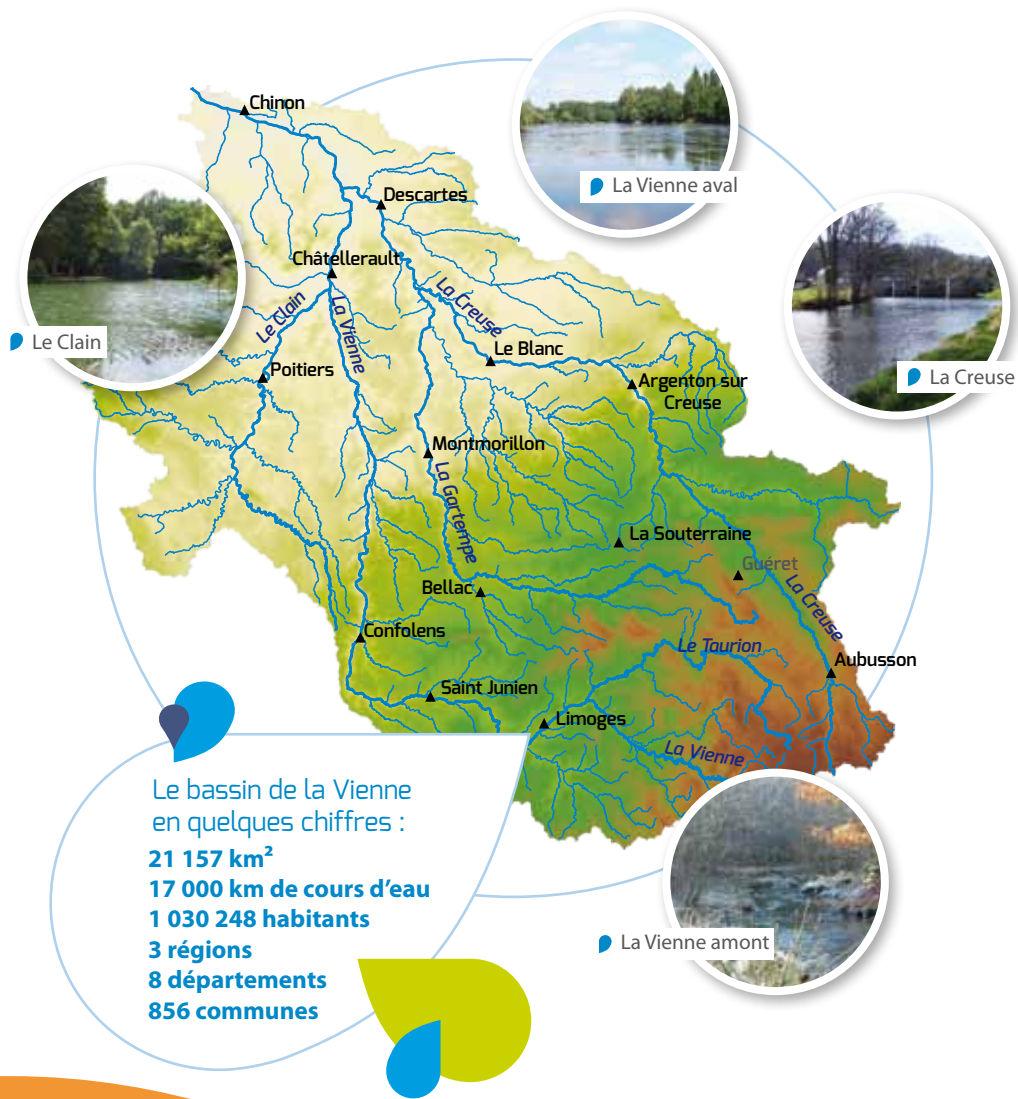 Chinon
La Vienne aval
Descartes
Châtellerault
La Creuse
Le Clain
La Vienne
Le Clain
Le Blanc
La Creuse
Poitiers
Argenton sur
Creuse
Montmorillon
La Gartempe
La Souterraine
Guéret
Bellac
La Creuse
Confolens
Le Taurion
Aubusson
Saint Junien
Limoges
La Vienne
Le bassin de la Vienne
en quelques chiffres :
21 157 km²
17 000 km de cours d'eau
1 030 248 habitants
3 régions
8 départements
856 communes
La Vienne amont